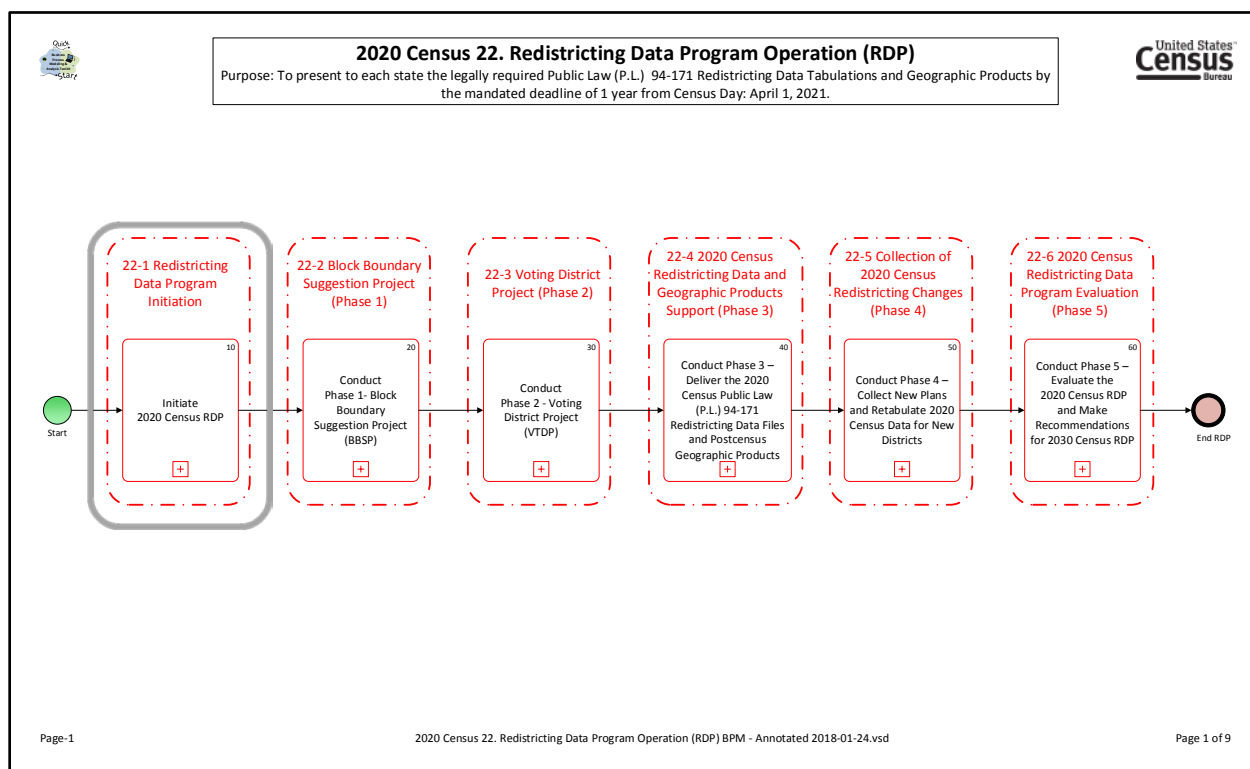 Quick
Start
2020 Census 22. Redistricting Data Program Operation (RDP)
Purpose: To present to each state the legally required Public Law (P.L.) 94-171 Redistricting Data Tabulations and Geographic Products by
the mandated deadline of 1 year from Census Day: April 1, 2021.
United States™
Census
Bureau
22-1 Redistricting
Data Program
Initiation
22-2 Block Boundary
Suggestion Project
(Phase 1)
22-3 Voting District
Project (Phase 2)
22-4 2020 Census
Redistricting Data and
Geographic Products
Support (Phase 3)
22-5 Collection of
2020 Census
Redistricting Changes
(Phase 4)
22-6 2020 Census
Redistricting Data
Program Evaluation
(Phase 5)
Start
10
Initiate
2020 Census RDP
+
20
Conduct
Phase 1- Block
Boundary
Suggestion Project
(BBSP)
+
30
Conduct
Phase 2 - Voting
District Project
(VTDP)
+
40
Conduct Phase 3 –
Deliver the 2020
Census Public Law
(P.L.) 94-171
Redistricting Data Files
and Postcensus
Geographic Products
+
50
Conduct Phase 4 –
Collect New Plans
and Retabulate 2020
Census Data for New
Districts
+
60
Conduct Phase 5 –
Evaluate the
2020 Census RDP
and Make
Recommendations
for 2030 Census RDP
+
End RDP
Page-1
2020 Census 22. Redistricting Data Program Operation (RDP) BPM - Annotated 2018-01-24.vsd
Page 1 of 9